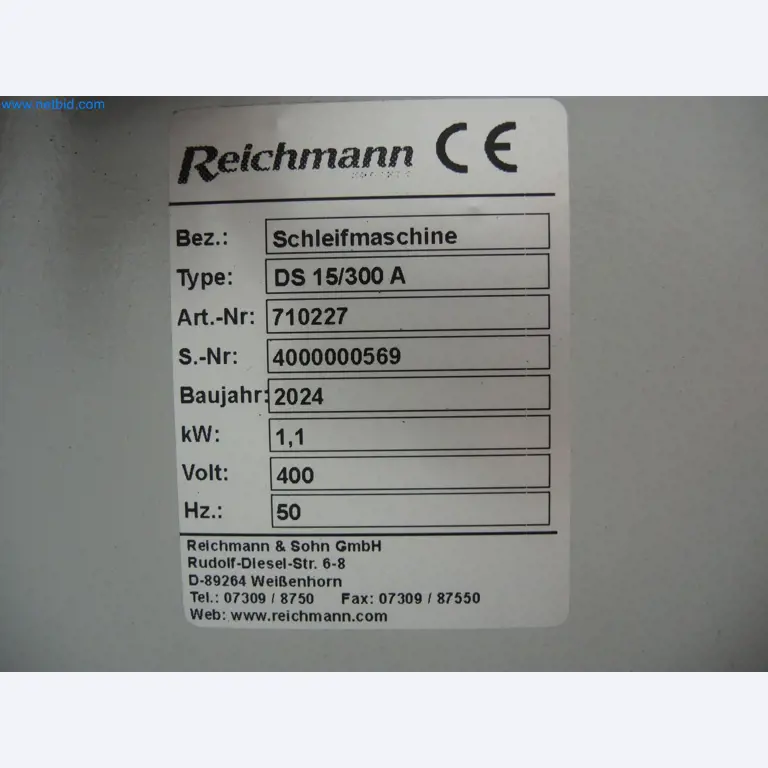 www.netbid.com
Reichmann CE
Bez.: Schleifmaschine
Type: DS 15/300 A
Art.-Nr: 710227
S.-Nr: 4000000569
Baujahr: 2024
kW: 1,1
Volt: 400
Hz.: 50
Reichmann & Sohn GmbH
Rudolf-Diesel-Str. 6-8
D-89264 Weißenhorn
Tel.: 07309 / 8750 Fax: 07309 / 87550
Web: www.reichmann.com